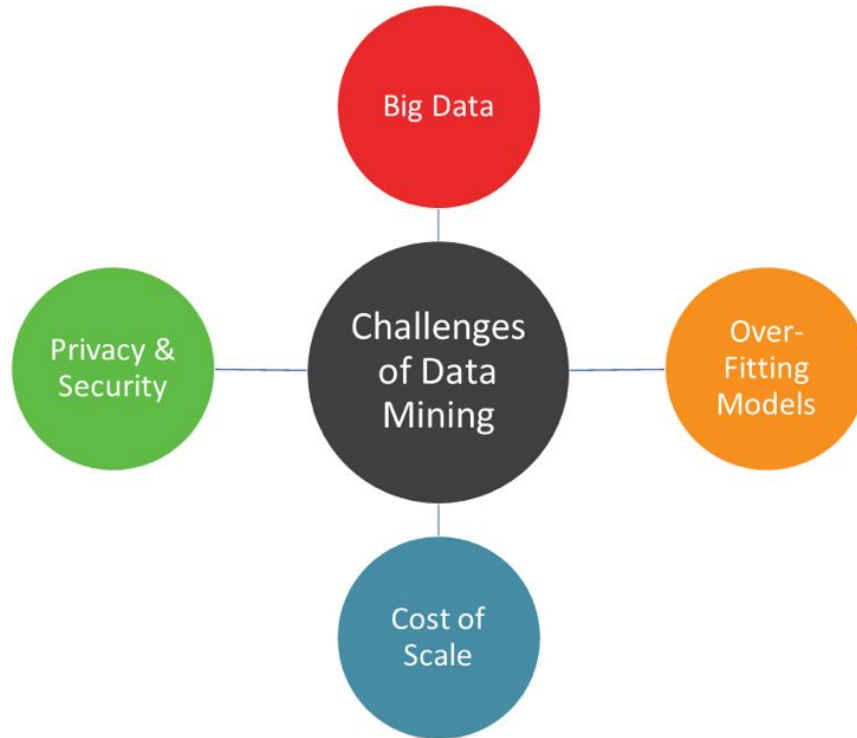 Big Data
Privacy &
Security
Challenges
of Data
Mining
Over-
Fitting
Models
Cost of
Scale